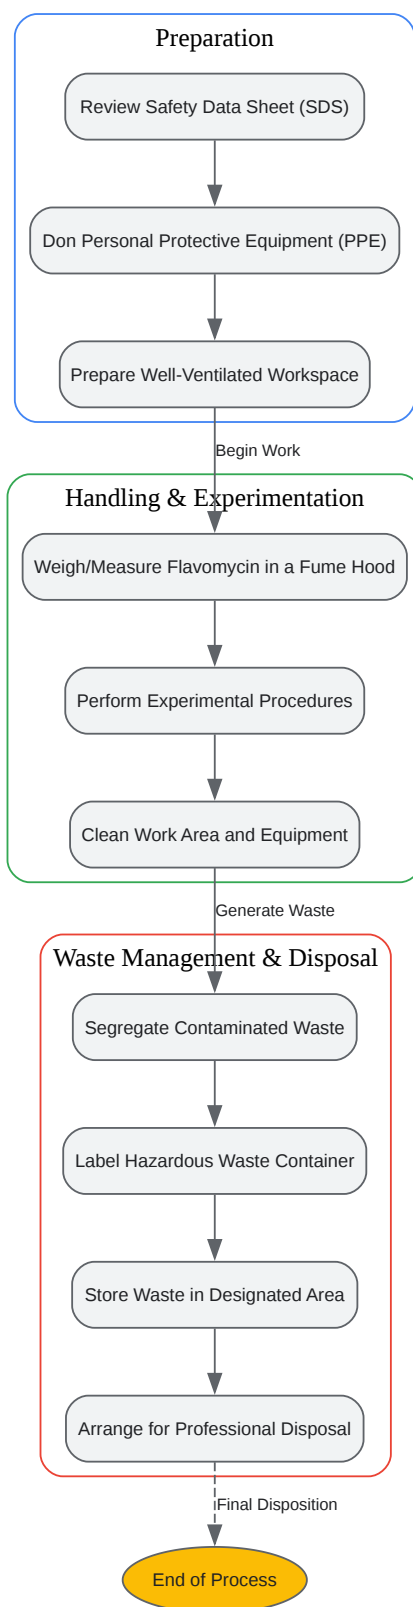 Preparation
Review Safety Data Sheet (SDS)
Don Personal Protective Equipment (PPE)
Prepare Well-Ventilated Workspace
Begin Work
Handling & Experimentation
Weigh/Measure Flavomycin in a Fume Hood
Perform Experimental Procedures
Clean Work Area and Equipment
Generate Waste
Waste Management & Disposal
Segregate Contaminated Waste
Label Hazardous Waste Container
Store Waste in Designated Area
Arrange for Professional Disposal
Final Disposition
End of Process